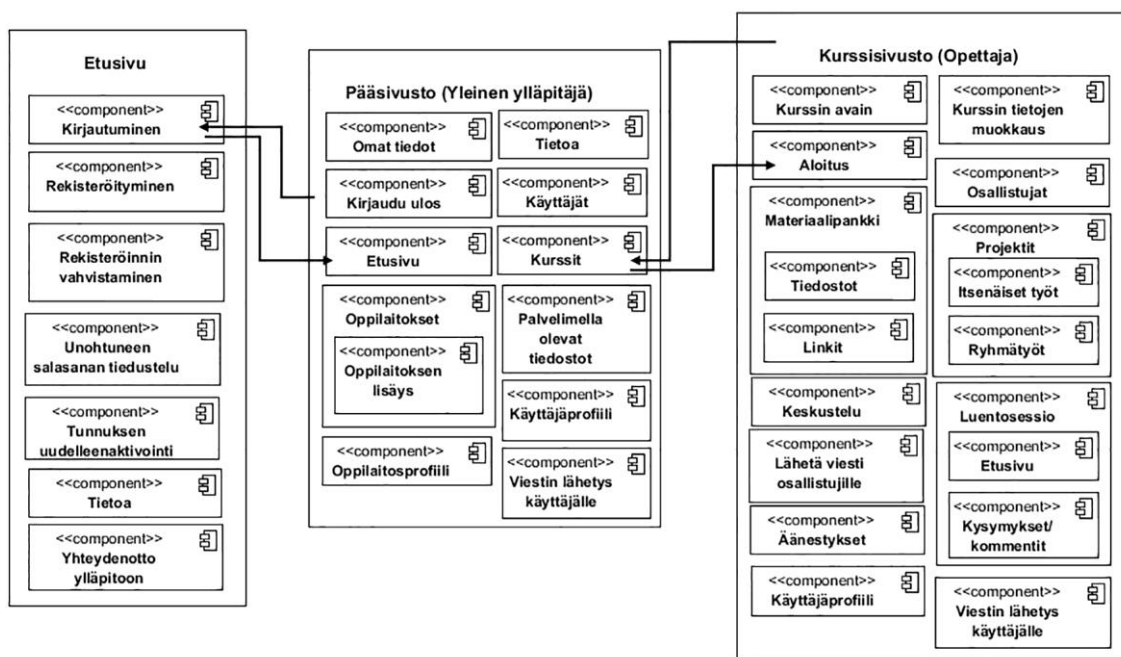 Etusivu
<<component>>
Kirjautuminen
<<component>>
Rekisteröityminen
<<component>>
Rekisteröinnin
vahvistaminen
<<component>>
Unohtuneen
salasanan tiedustelu
<<component>>
Tunnuksen
uudelleenaktivointi
<<component>>
Tietoa
<<component>>
Yhteydenotto
ylläpitoon
Pääsivusto (Yleinen ylläpitäjä)
<<component>>
Omat tiedot
<<component>>
Tietoa
<<component>>
Kirjaudu ulos
<<component>>
Käyttäjät
<<component>>
Etusivu
<<component>>
Kurssit
<<component>>
Oppilaitokset
<<component>>
Oppilaitoksen
lisäys
<<component>>
Palvelimella
olevat
tiedostot
<<component>>
Käyttäjäprofiili
<<component>>
Oppilaitosprofiili
<<component>>
Viestin lähetys
käyttäjälle
Kurssisivusto (Opettaja)
<<component>>
Kurssin avain
<<component>>
Kurssin tietojen
muokkaus
<<component>>
Aloitus
<<component>>
Osallistujat
<<component>>
Materiaalipankki
<<component>>
Tiedostot
<<component>>
Linkit
<<component>>
Projektit
<<component>>
Itsenäiset työt
<<component>>
Ryhmätyöt
<<component>>
Keskustelu
<<component>>
Luentosessio
<<component>>
Etusivu
<<component>>
Kysymykset/
kommentit
<<component>>
Lähetä viesti
osallistujille
<<component>>
Äänestykset
<<component>>
Käyttäjäprofiili
<<component>>
Viestin lähetys
käyttäjälle